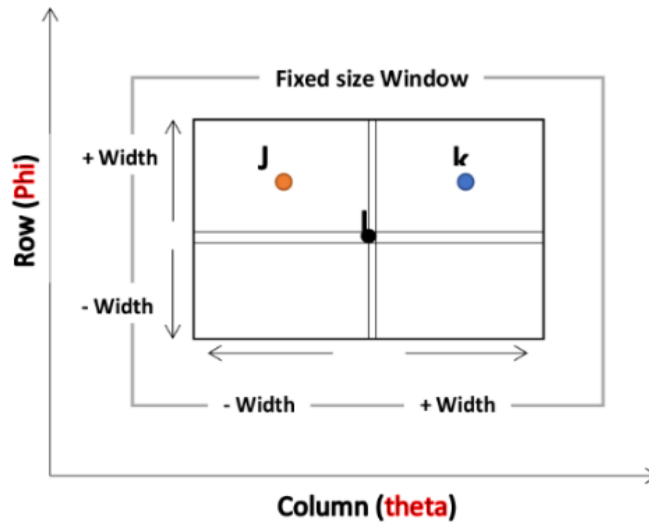 Fixed size Window
+ Width
J
k
Row (Phi)
- Width
- Width
+ Width
Column (theta)